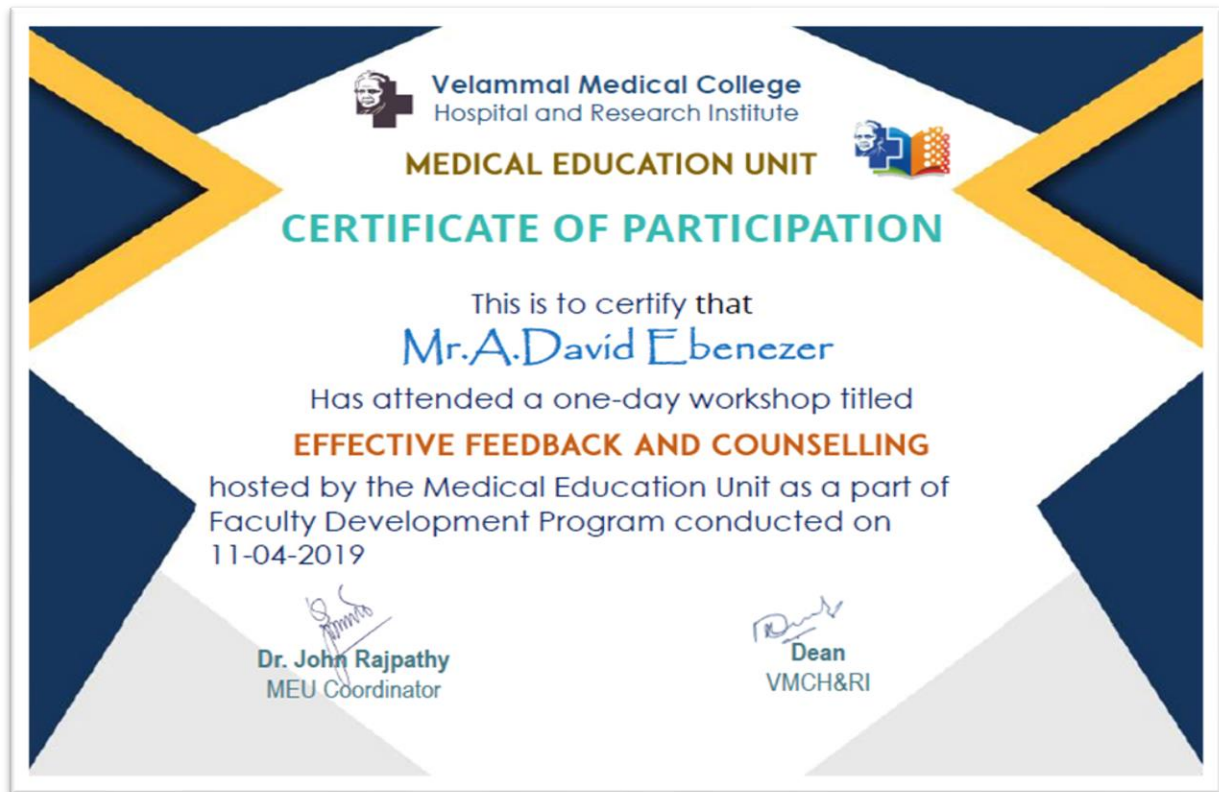 Velammal Medical College
Hospital and Research Institute
MEDICAL EDUCATION UNIT
CERTIFICATE OF PARTICIPATION
This is to certify that
Mr.A.David Ebenezer
Has attended a one-day workshop titled
EFFECTIVE FEEDBACK AND COUNSELLING
hosted by the Medical Education Unit as a part of
Faculty Development Program conducted on
11-04-2019
Dr. John Rajpathy
MEU Coordinator
Dean
VMCH&RI